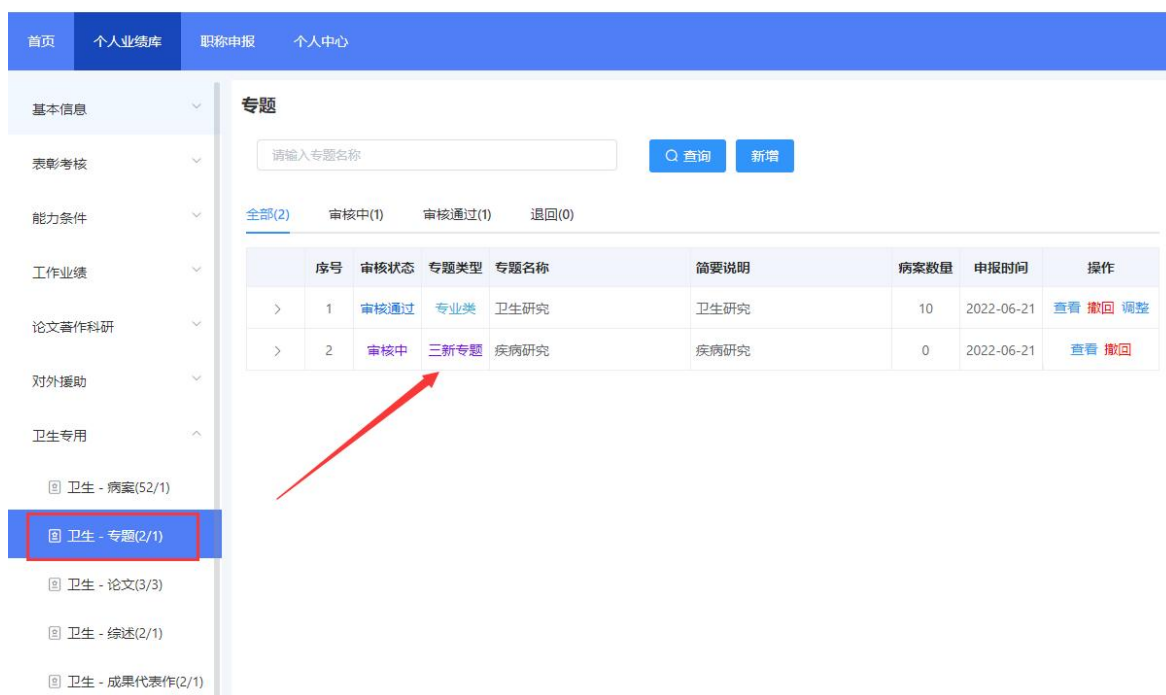 首页 个人业绩库 职称申报 个人中心
基本信息
表彰考核
能力条件
工作业绩
论文著作科研
对外援助
卫生专用
卫生 - 病案(52/1)
卫生 - 专题(2/1)
卫生 - 论文(3/3)
卫生 - 综述(2/1)
卫生 - 成果代表作(2/1)
专题
请输入专题名称 查询 新增
全部(2) 审核中(1) 审核通过(1) 退回(0)
序号 审核状态 专题类型 专题名称 简要说明 病案数量 申报时间 操作
1 审核通过 专业类 卫生研究 卫生研究 10 2022-06-21 查看 撤回 调整
2 审核中 三新专题 疾病研究 疾病研究 0 2022-06-21 查看 撤回